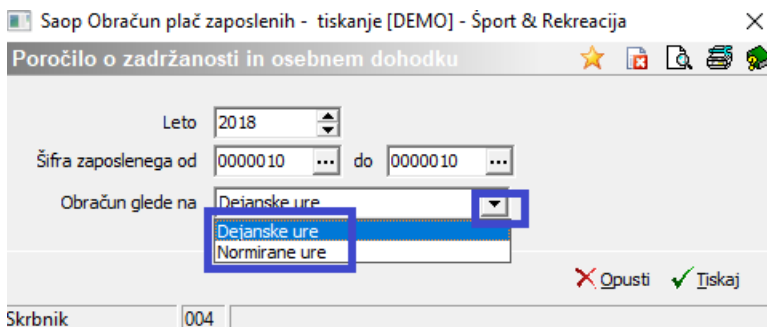 Saop Obračun plač zaposlenih - tiskanje [DEMO] - Šport & Rekreacija
Poročilo o zadržanosti in osebnem dohodku
Leto 2018
Šifra zaposlenega od 0000010 ... do 0000010 ...
Obračun glede na Dejanske ure
Dejanske ure
Normirane ure
Opusti Tiskaj
Skrbnik 004